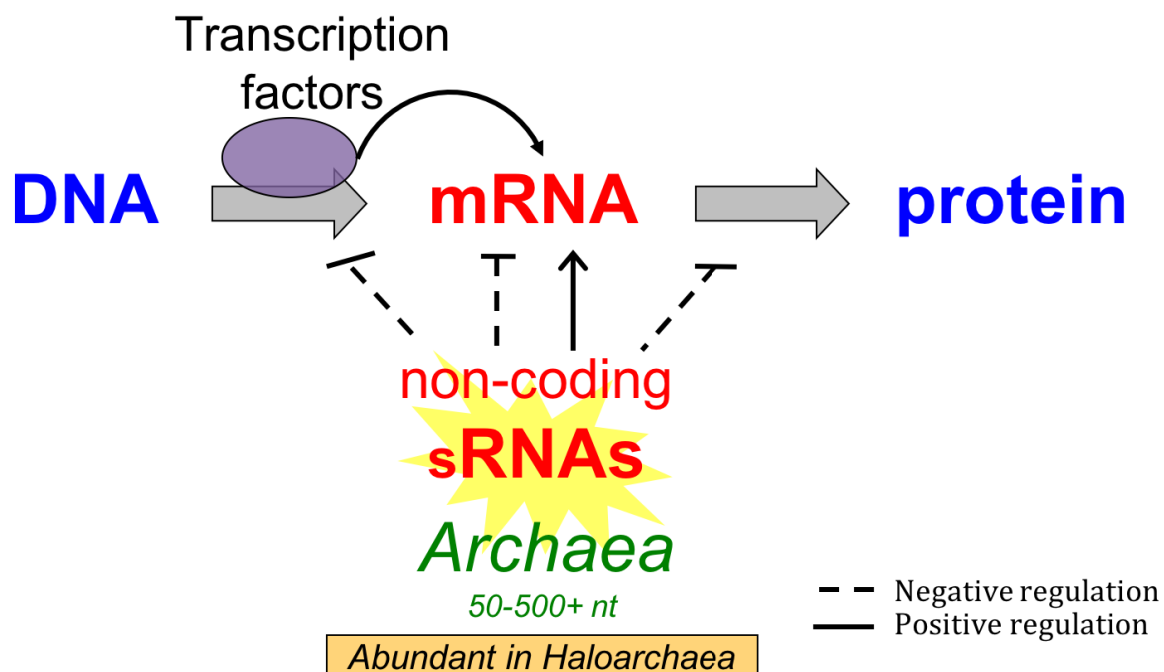 Transcription
factors
DNA
mRNA
protein
non-coding
sRNAs
Archaea
50-500+ nt
Abundant in Haloarchaea
Negative regulation
Positive regulation